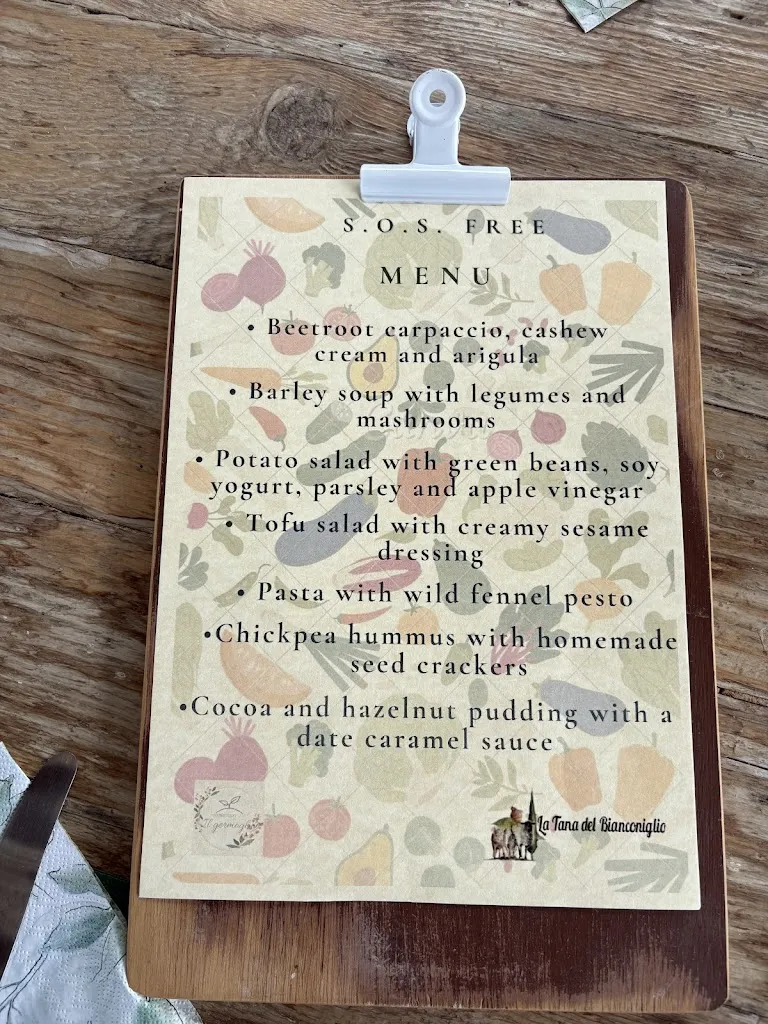 S.O.S. FREE
MENU
• Beetroot carpaccio, cashew
cream and arigula
• Barley soup with legumes and
mashrooms
• Potato salad with green beans, soy
yogurt, parsley and apple vinegar
• Tofu salad with creamy sesame
dressing
• Pasta with wild fennel pesto
•Chickpea hummus with homemade
seed crackers
•Cocoa and hazelnut pudding with a
date caramel sauce
Il germoglio
La Tana del Bianconiglio